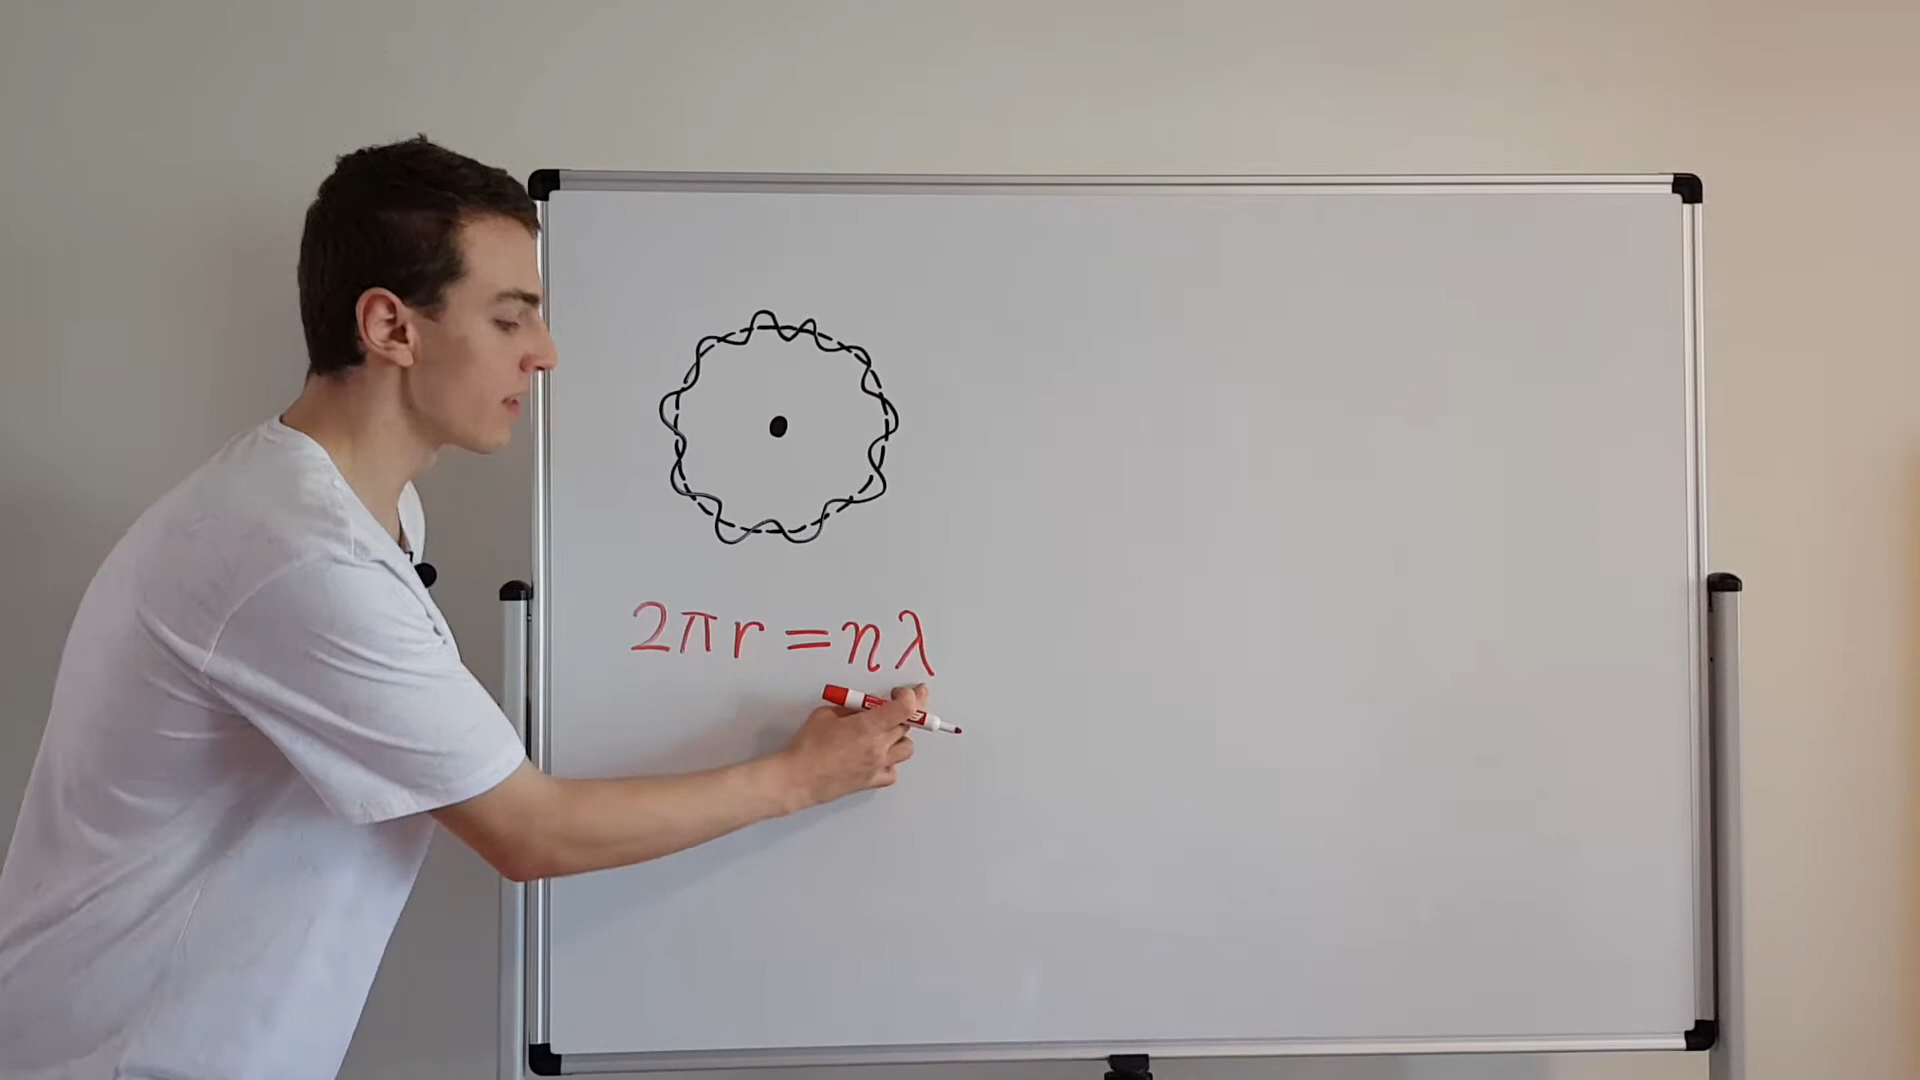 2πr = nλ